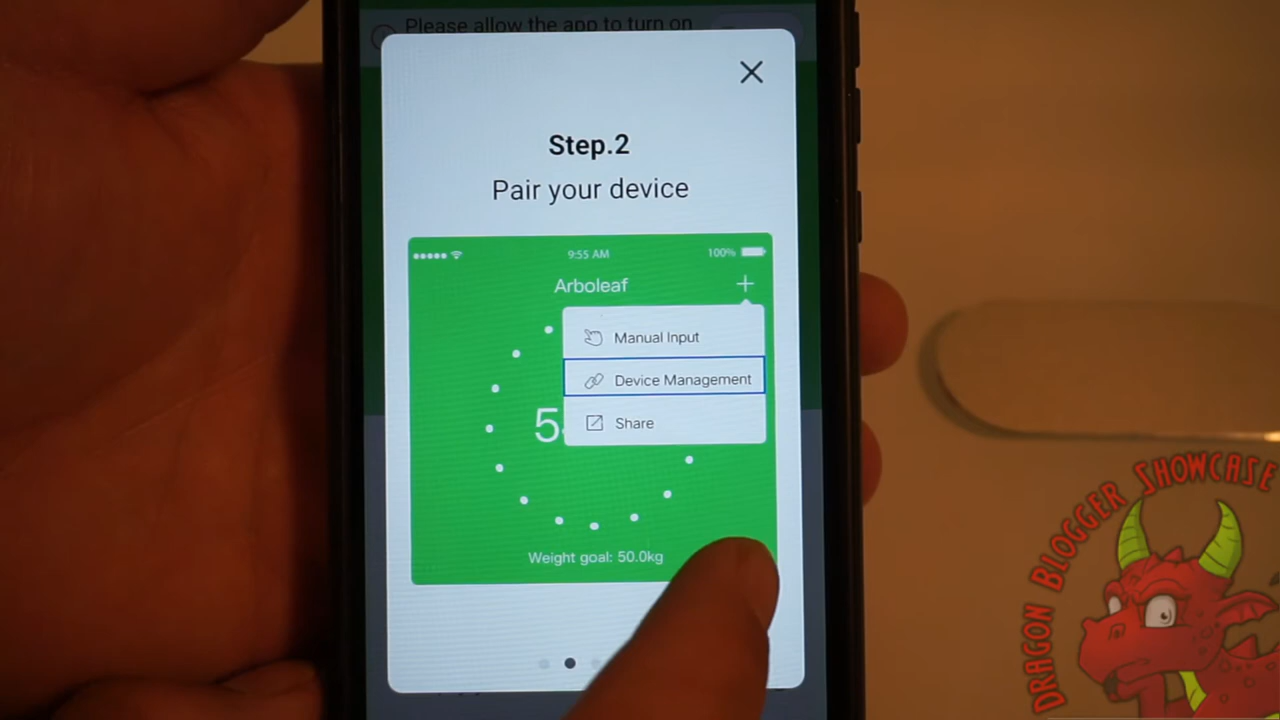 Please allow the app to turn on
Step.2
Pair your device
9:55 AM
100%
Arboleaf
Manual Input
Device Management
5
Share
Weight goal: 50.0kg
DRAGON BLOGGER SHOWCASE